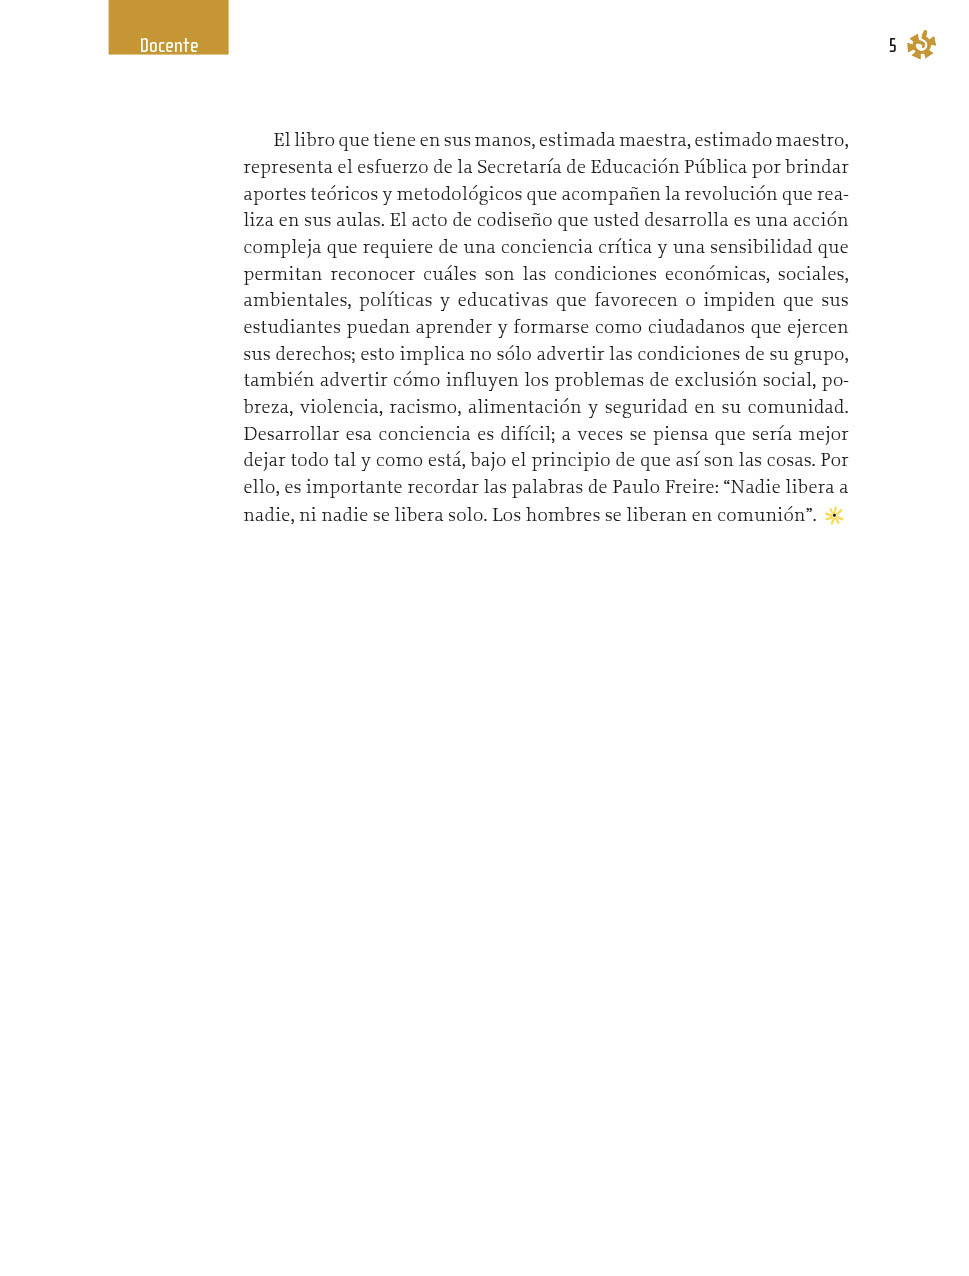 Docente
5
El libro que tiene en sus manos, estimada maestra, estimado maestro,
representa el esfuerzo de la Secretaría de Educación Pública por brindar
aportes teóricos y metodológicos que acompañen la revolución que rea-
liza en sus aulas. El acto de codiseño que usted desarrolla es una acción
compleja que requiere de una conciencia crítica y una sensibilidad que
permitan reconocer cuáles son las condiciones económicas, sociales,
ambientales, políticas y educativas que favorecen o impiden que sus
estudiantes puedan aprender y formarse como ciudadanos que ejercen
sus derechos; esto implica no sólo advertir las condiciones de su grupo,
también advertir cómo influyen los problemas de exclusión social, po-
breza, violencia, racismo, alimentación y seguridad en su comunidad.
Desarrollar esa conciencia es difícil; a veces se piensa que sería mejor
dejar todo tal y como está, bajo el principio de que así son las cosas. Por
ello, es importante recordar las palabras de Paulo Freire: “Nadie libera a
nadie, ni nadie se libera solo. Los hombres se liberan en comunión”.